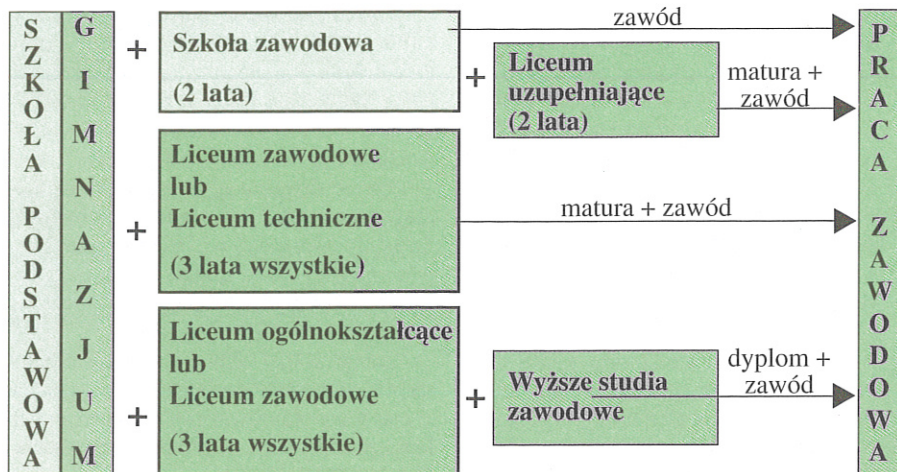 SZKOŁA PODSTAWOWA
GIMNAZJUM
+
Szkoła zawodowa
(2 lata)
zawód
+
Liceum
uzupełniające
(2 lata)
matura +
zawód
+
Liceum zawodowe
lub
Liceum techniczne
(3 lata wszystkie)
matura + zawód
+
Liceum ogólnokształcące
lub
Liceum zawodowe
(3 lata wszystkie)
+
Wyższe studia
zawodowe
dyplom +
zawód
PRACA ZAWODOWA